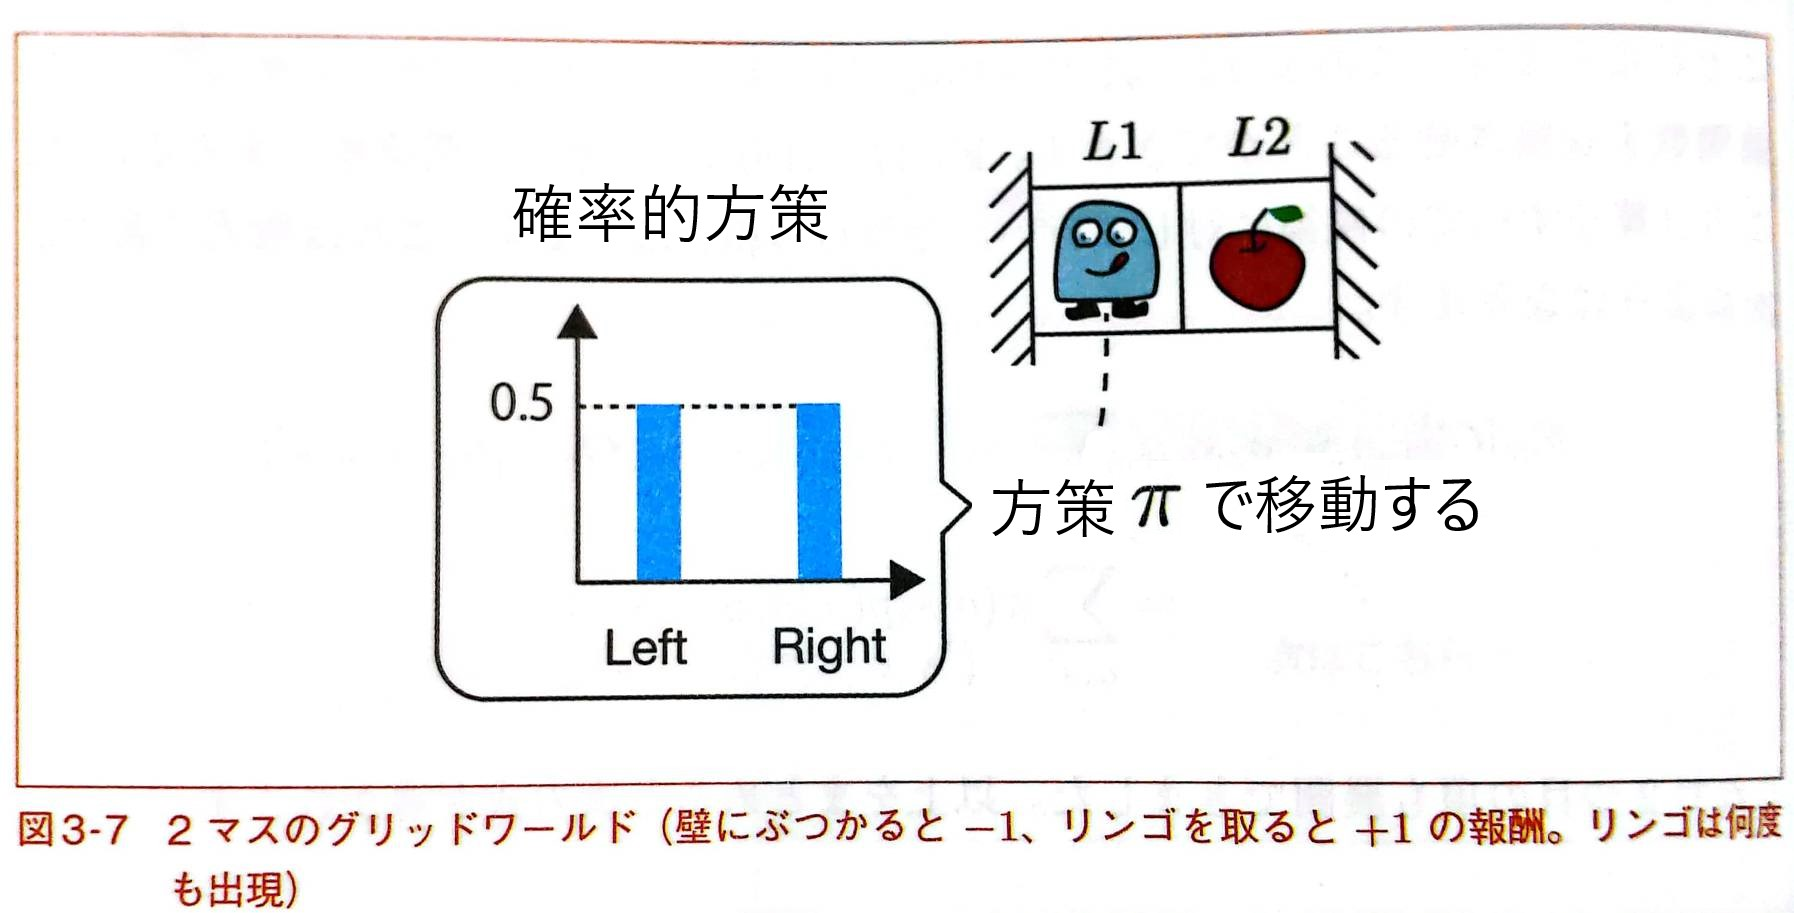 L1 L2
確率的方策
0.5
方策 π で移動する
Left Right
図3-7 2マスのグリッドワールド（壁にぶつかると −1、リンゴを取ると +1 の報酬。リンゴは何度
も出現）